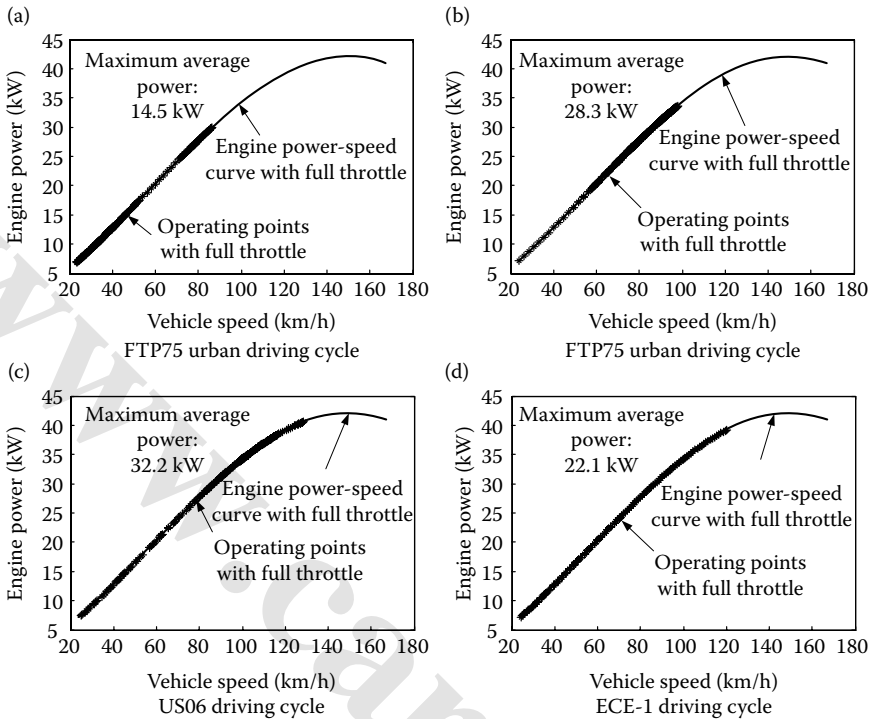 (a)
45
40
35
30
25
20
15
10
5
Engine power (kW)
Maximum average
power:
14.5 kW
Engine power-speed
curve with full throttle
Operating points
with full throttle
20 40 60 80 100 120 140 160 180
Vehicle speed (km/h)
FTP75 urban driving cycle
(b)
45
40
35
30
25
20
15
10
5
Engine power (kW)
Maximum average
power:
28.3 kW
Engine power-speed
curve with full throttle
Operating points
with full throttle
20 40 60 80 100 120 140 160 180
Vehicle speed (km/h)
FTP75 urban driving cycle
(c)
45
40
35
30
25
20
15
10
5
Engine power (kW)
Maximum average
power:
32.2 kW
Engine power-speed
curve with full throttle
Operating points
with full throttle
20 40 60 80 100 120 140 160 180
Vehicle speed (km/h)
US06 driving cycle
(d)
45
40
35
30
25
20
15
10
5
Engine power (kW)
Maximum average
power:
22.1 kW
Engine power-speed
curve with full throttle
Operating points
with full throttle
20 40 60 80 100 120 140 160 180
Vehicle speed (km/h)
ECE-1 driving cycle